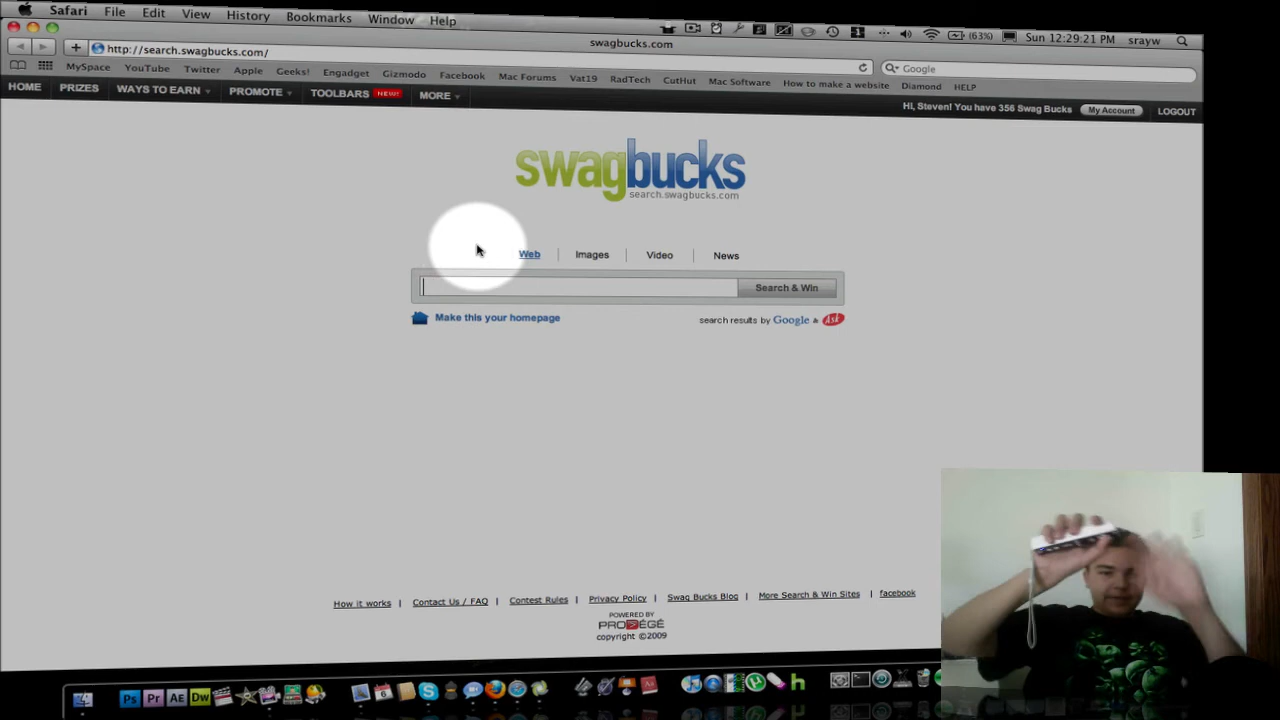 Safari File Edit View History Bookmarks Window Help (63%) Sun 12:29:21 PM srayw
swagbucks.com
http://search.swagbucks.com/ Google
MySpace YouTube Twitter Apple Geeks! Engadget Gizmodo Facebook Mac Forums Vat19 RadTech CutHut Mac Software How to make a website Diamond HELP
HOME PRIZES WAYS TO EARN PROMOTE TOOLBARS NEW! MORE Hi, Steven! You have 356 Swag Bucks My Account LOGOUT
swagbucks
search.swagbucks.com
Web Images Video News
Search & Win
Make this your homepage search results by Google & Ask
How it works | Contact Us / FAQ | Contest Rules | Privacy Policy | Swag Bucks Blog | More Search & Win Sites | facebook
POWERED BY
PRODEGE
copyright ©2009
Ps Pr AE Dw